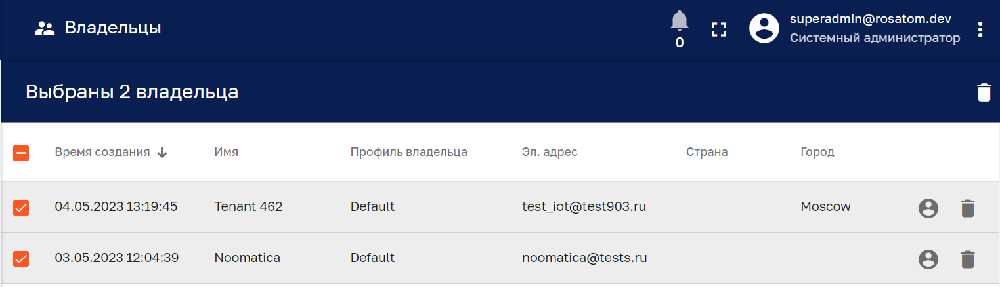 Владельцы
0
superadmin@rosatom.dev
Системный администратор
Выбраны 2 владельца
Время создания Имя Профиль владельца Эл. адрес Страна Город
04.05.2023 13:19:45 Tenant 462 Default test_iot@test903.ru Moscow
03.05.2023 12:04:39 Noomatica Default noomatica@tests.ru